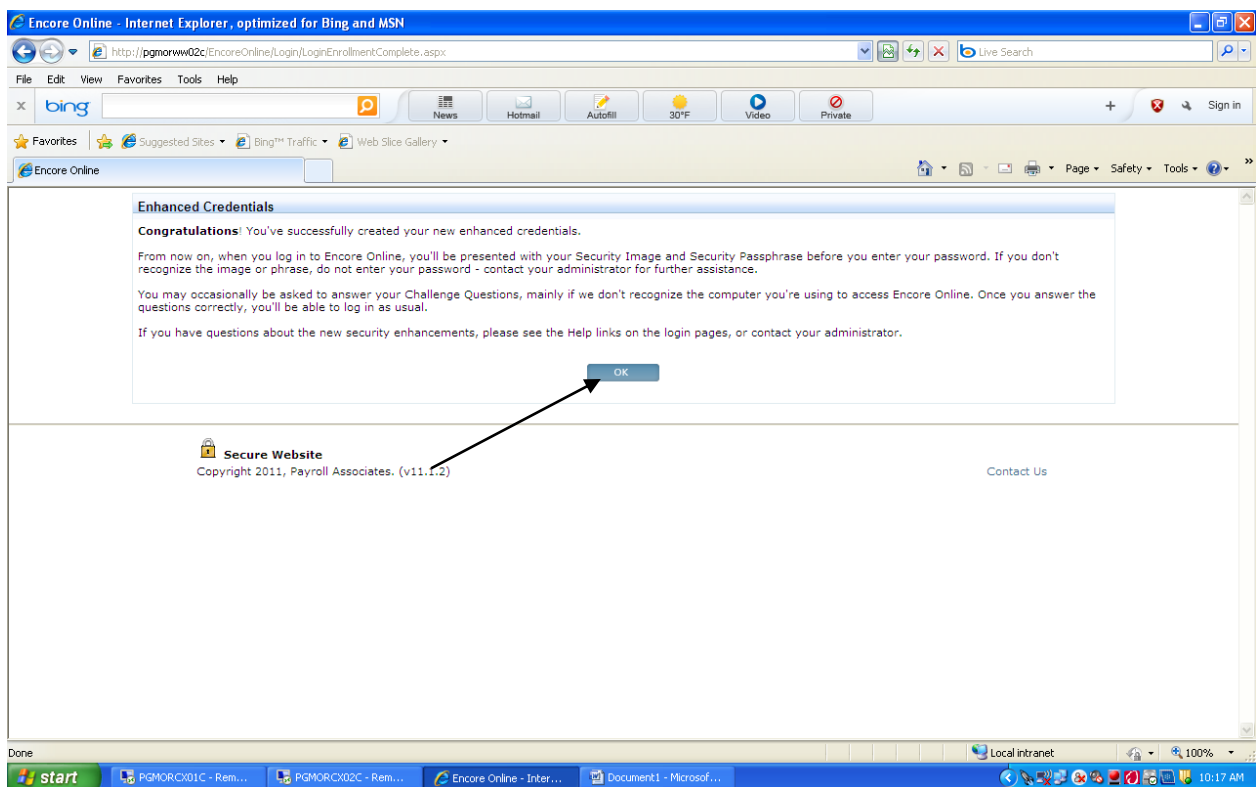 Encore Online - Internet Explorer, optimized for Bing and MSN
http://pgmorww02c/EncoreOnline/Login/LoginEnrollmentComplete.aspx
Live Search
File Edit View Favorites Tools Help
x bing News Hotmail Autofill 30°F Video Private + Sign in
Favorites Suggested Sites Bing™ Traffic Web Slice Gallery
Encore Online Page Safety Tools »
Enhanced Credentials
Congratulations! You've successfully created your new enhanced credentials.
From now on, when you log in to Encore Online, you'll be presented with your Security Image and Security Passphrase before you enter your password. If you don't
recognize the image or phrase, do not enter your password - contact your administrator for further assistance.
You may occasionally be asked to answer your Challenge Questions, mainly if we don't recognize the computer you're using to access Encore Online. Once you answer the
questions correctly, you'll be able to log in as usual.
If you have questions about the new security enhancements, please see the Help links on the login pages, or contact your administrator.
OK
Secure Website
Copyright 2011, Payroll Associates. (v11.1.2)
Contact Us
Done Local intranet 100%
start PGMORCX01C - Rem... PGMORCX02C - Rem... Encore Online - Inter... Document1 - Microsof... 10:17 AM